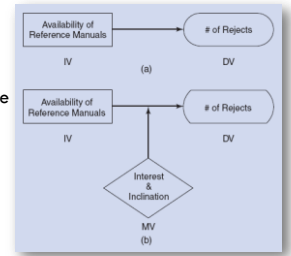 Availability of
Reference Manuals
# of Rejects
IV
DV
(a)
e
Availability of
Reference Manuals
# of Rejects
IV
DV
Interest
&
Inclination
MV
(b)